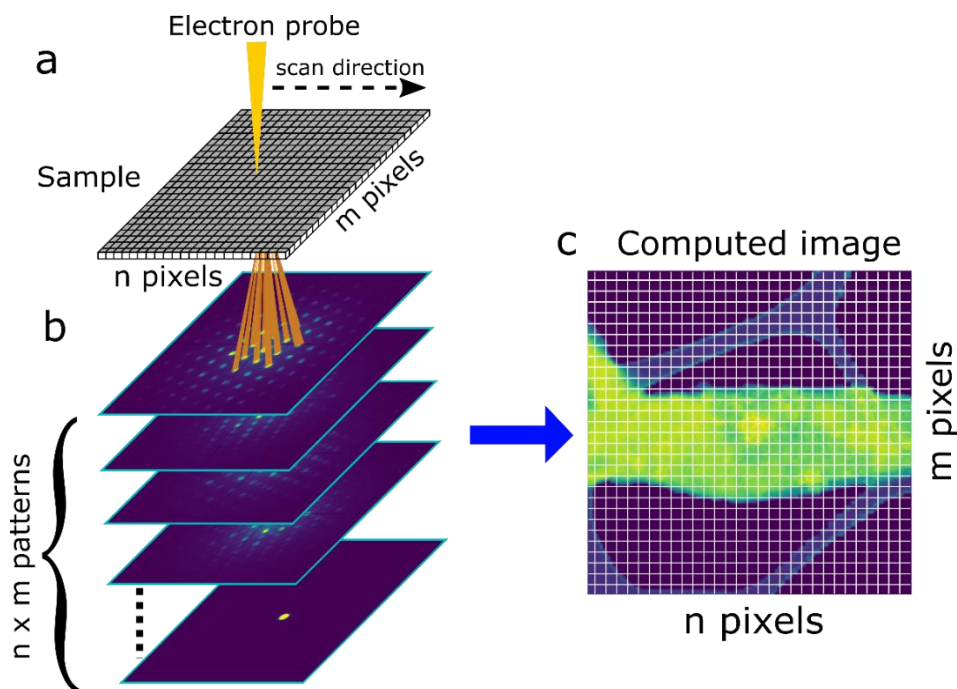 Electron probe
a
scan direction
Sample
m pixels
n pixels
b
n x m patterns
c Computed image
m pixels
n pixels